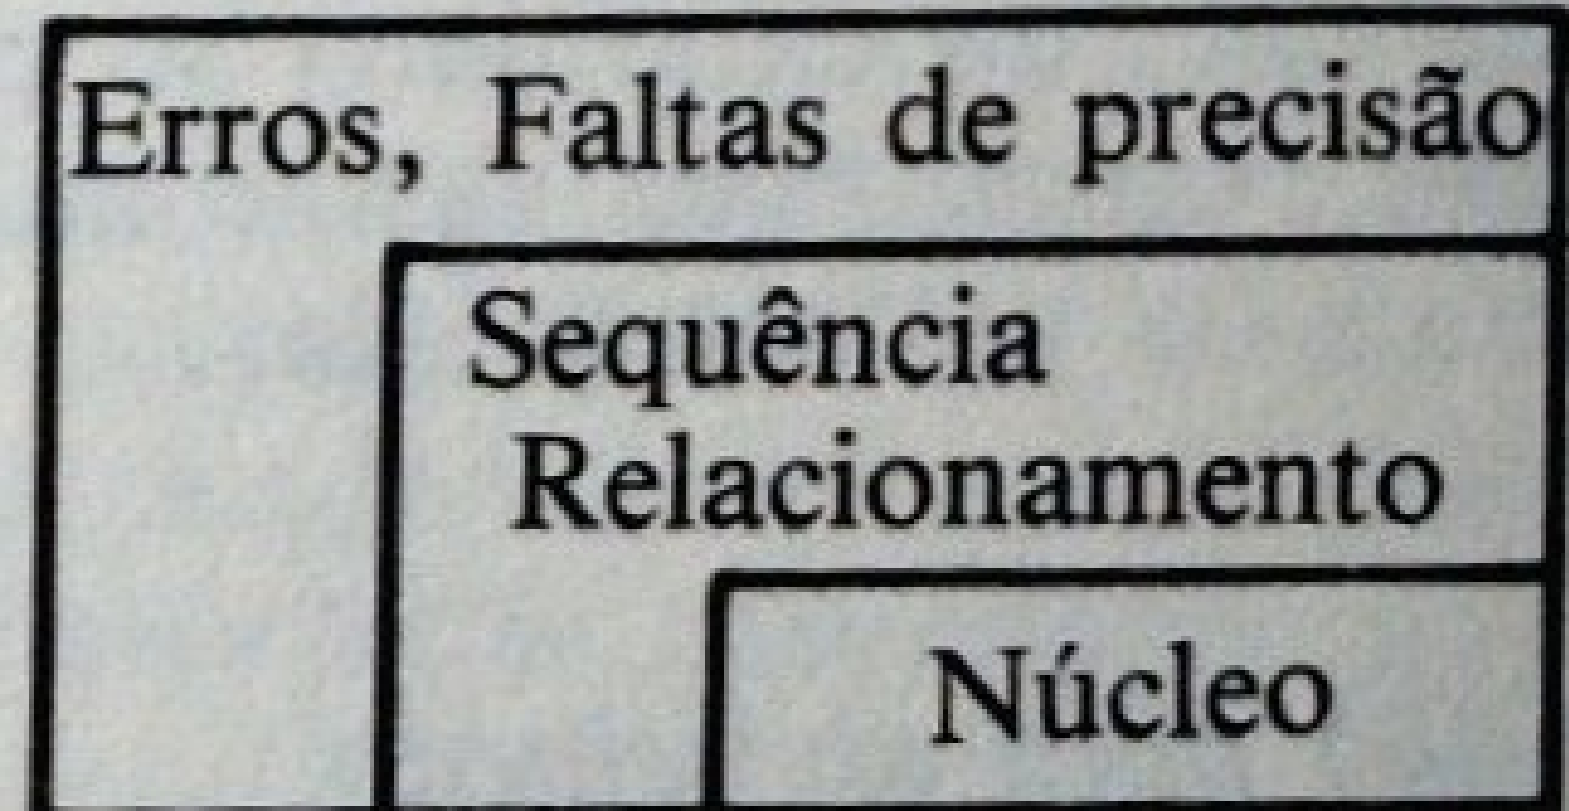 Erros, Faltas de precisão
Sequência
Relacionamento
Núcleo